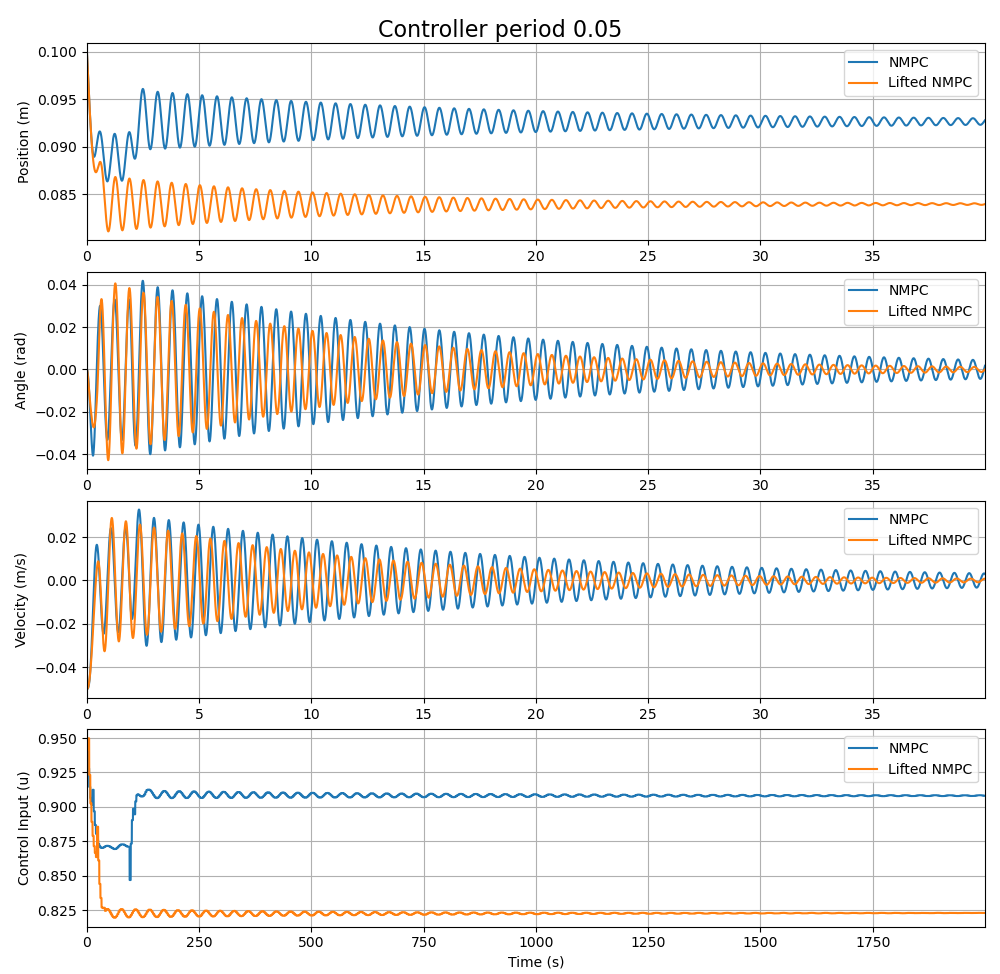 Controller period 0.05
Position (m)
0.100
0.095
0.090
0.085
NMPC
Lifted NMPC
0 5 10 15 20 25 30 35
Angle (rad)
0.04
0.02
0.00
−0.02
−0.04
NMPC
Lifted NMPC
0 5 10 15 20 25 30 35
Velocity (m/s)
0.02
0.00
−0.02
−0.04
NMPC
Lifted NMPC
0 5 10 15 20 25 30 35
Control Input (u)
0.950
0.925
0.900
0.875
0.850
0.825
NMPC
Lifted NMPC
0 250 500 750 1000 1250 1500 1750
Time (s)